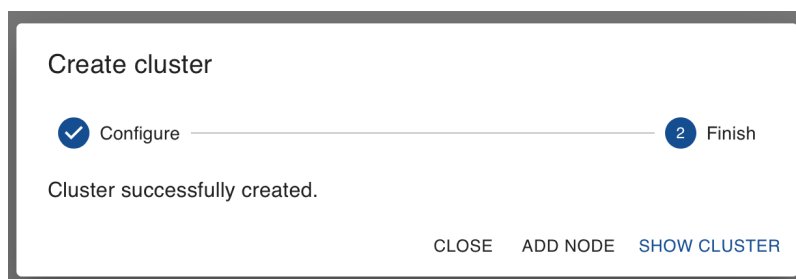 Create cluster
Configure 2 Finish
Cluster successfully created.
CLOSE ADD NODE SHOW CLUSTER